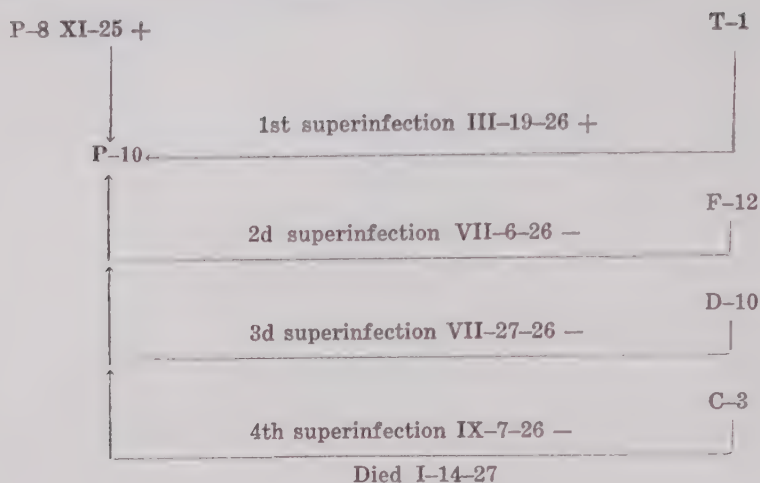 P–8 XI–25 +
T–1
1st superinfection III–19–26 +
P–10
F–12
2d superinfection VII–6–26 —
D–10
3d superinfection VII–27–26 —
C–3
4th superinfection IX–7–26 —
Died I–14–27